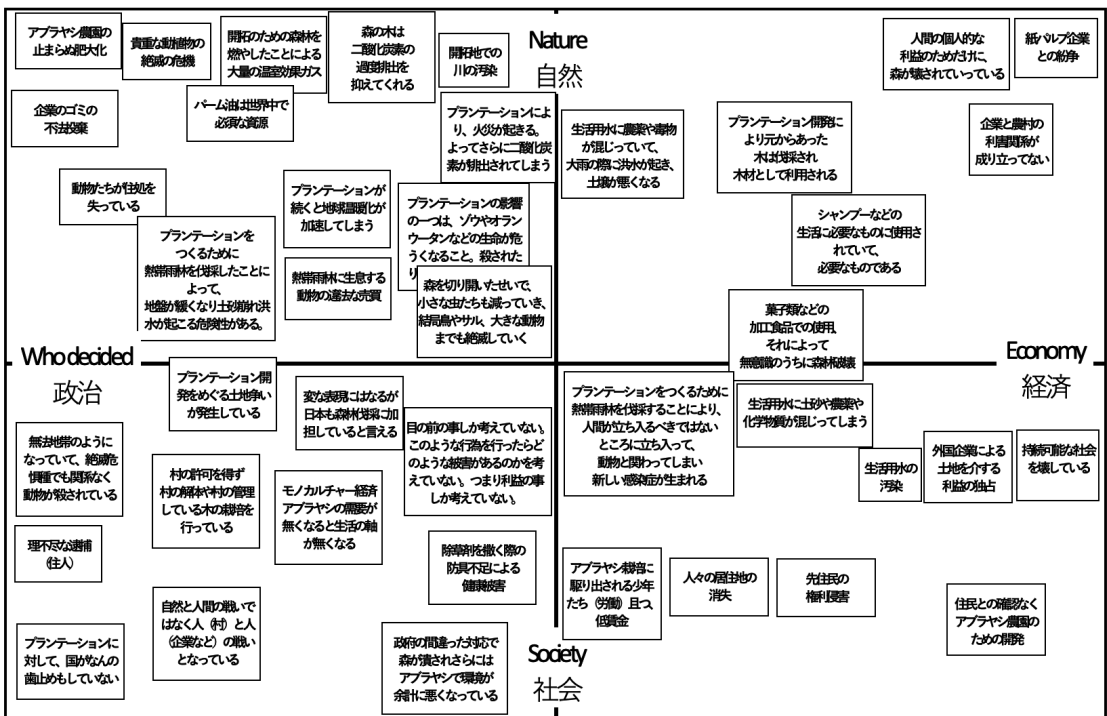 アブラヤシ農園の
止まらぬ肥大化
貴重な動植物の
絶滅の危機
開拓のための森林を
燃やしたことによる
大量の温室効果ガス
森の木は
二酸化炭素の
過度排出を
抑えてくれる
開拓地での
川の汚染
Nature
自然
人間の個人的な
利益のためだけに、
森が壊されていっている
紙パルプ企業
との紛争
企業のゴミの
不法投棄
パーム油は世界中で
必須な資源
プランテーションによ
り、火災が起きる。
よってさらに二酸化炭
素が排出されてしまう
生活用水に農薬や毒物
が混じっていて、
大雨の際に洪水が起き、
土壌が悪くなる
プランテーション開発に
より元からあった
木は伐採され
木材として利用される
企業と農村の
利害関係が
成り立ってない
動物たちが住処を
失っている
プランテーションが
続くと地球温暖化が
加速してしまう
プランテーションの影響
の一つは、ゾウやオラン
ウータンなどの生命が危
うくなること。殺された
り
シャンプーなどの
生活に必要なものに使用さ
れていて、
必要なものである
プランテーションを
つくるために
熱帯雨林を伐採したことに
よって、
地盤が緩くなり土砂崩れ洪
水が起こる危険性がある。
熱帯雨林に生息する
動物の違法な売買
森を切り開いたせいで、
小さな虫たちも減っていき、
結局鳥やサル、大きな動物
までも絶滅していく
菓子類などの
加工食品での使用、
それによって
無意識のうちに森林破壊
Who decided
政治
Economy
経済
プランテーション開
発をめぐる土地争い
が発生している
変な表現にはなるが
日本も森林伐採に加
担していると言える
目の前の事しか考えていない。
このような行為を行ったらど
のような被害があるのかを考
えていない。つまり利益の事
しか考えていない。
プランテーションをつくるために
熱帯雨林を伐採することにより、
人間が立ち入るべきではない
ところに立ち入って、
動物と関わってしまい
新しい感染症が生まれる
生活用水に土砂や農薬や
化学物質が混じってしまう
無法地帯のように
なっていて、絶滅危
惧種でも関係なく
動物が殺されている
村の許可を得ず
村の解体や村の管理
している木の栽培を
行っている
モノカルチャー経済
アブラヤシの需要が
無くなると生活の軸
が無くなる
生活用水の
汚染
外国企業による
土地を介する
利益の独占
持続可能な社会
を壊している
理不尽な逮捕
（住人）
除草剤を撒く際の
防具不足による
健康被害
アブラヤシ栽培に
駆り出される少年
たち（労働）且つ、
低賃金
人々の居住地の
消失
先住民の
権利侵害
自然と人間の戦いで
はなく人（村）と人
（企業など）の戦い
となっている
住民との確認なく
アブラヤシ農園の
ための開発
プランテーションに
対して、国がなんの
歯止めもしていない
政府の間違った対応で
森が潰されさらには
アブラヤシで環境が
余計に悪くなっている
Society
社会